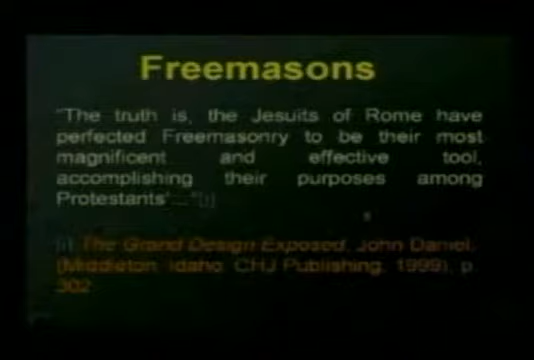 Freemasons
"The truth is, the Jesuits of Rome have
perfected Freemasonry to be their most
magnificent and effective tool,
accomplishing their purposes among
Protestants'..."[i]
[i] The Grand Design Exposed, John Daniel,
(Middleton, Idaho: CHJ Publishing, 1999), p.
302